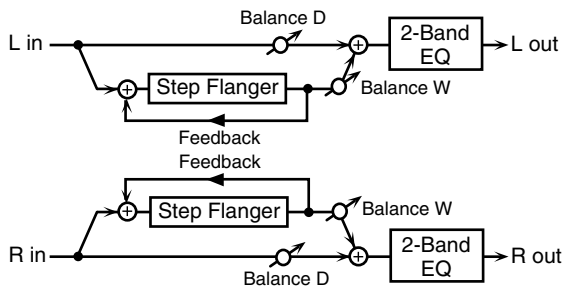 Balance D
L in
2-Band
EQ
L out
Step Flanger
Balance W
Feedback
Feedback
Step Flanger
Balance W
R in
2-Band
EQ
R out
Balance D